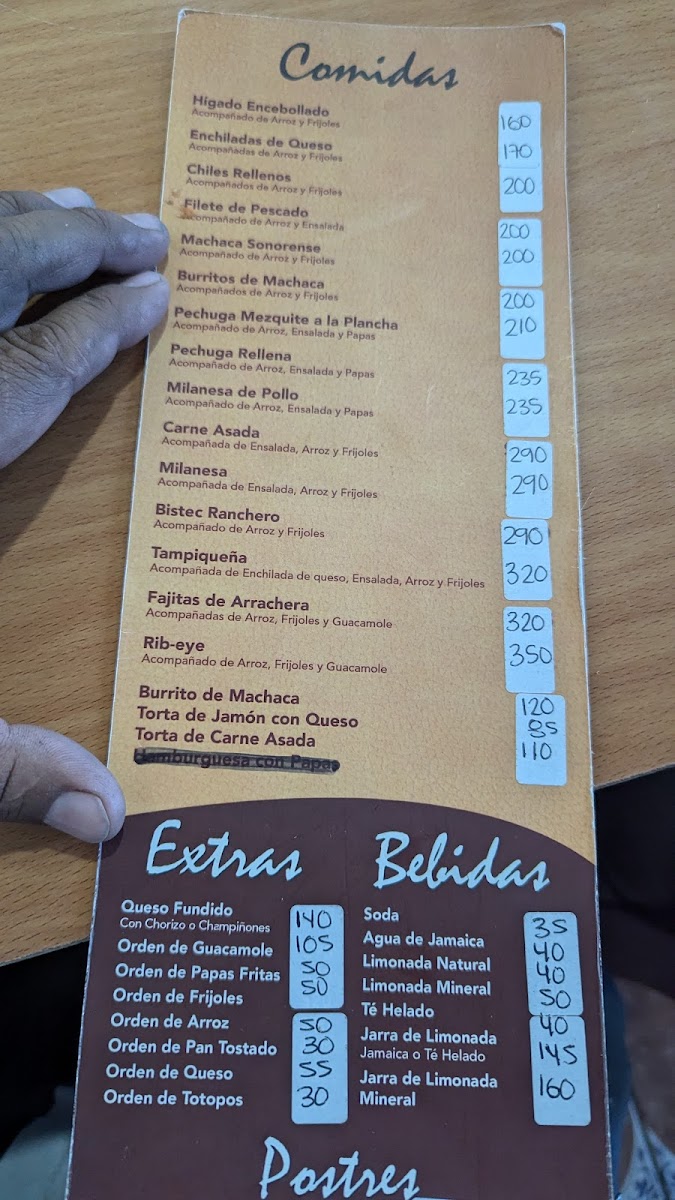 Comidas
Hígado Encebollado 160
Acompañado de Arroz y Frijoles
Enchiladas de Queso 170
Acompañadas de Arroz y Frijoles
Chiles Rellenos 200
Acompañados de Arroz y Frijoles
Filete de Pescado 200
Acompañado de Arroz y Ensalada
Machaca Sonorense 200
Acompañado de Arroz y Frijoles
Burritos de Machaca 200
Acompañados de Arroz y Frijoles
Pechuga Mezquite a la Plancha 210
Acompañado de Arroz, Ensalada y Papas
Pechuga Rellena 235
Acompañado de Arroz, Ensalada y Papas
Milanesa de Pollo 235
Acompañado de Arroz, Ensalada y Papas
Carne Asada 290
Acompañada de Ensalada, Arroz y Frijoles
Milanesa 290
Acompañada de Ensalada, Arroz y Frijoles
Bistec Ranchero 290
Acompañado de Arroz y Frijoles
Tampiqueña 320
Acompañada de Enchilada de queso, Ensalada, Arroz y Frijoles
Fajitas de Arrachera 320
Acompañadas de Arroz, Frijoles y Guacamole
Rib-eye 350
Acompañado de Arroz, Frijoles y Guacamole
Burrito de Machaca 120
Torta de Jamón con Queso 85
Torta de Carne Asada 110
Hamburguesa con Papas
Extras
Queso Fundido 140
Con Chorizo o Champiñones
Orden de Guacamole 105
Orden de Papas Fritas 50
Orden de Frijoles 50
Orden de Arroz 50
Orden de Pan Tostado 30
Orden de Queso 55
Orden de Totopos 30
Bebidas
Soda 35
Agua de Jamaica 40
Limonada Natural 40
Limonada Mineral 50
Té Helado 40
Jarra de Limonada 145
Jamaica o Té Helado
Jarra de Limonada 160
Mineral
Postres